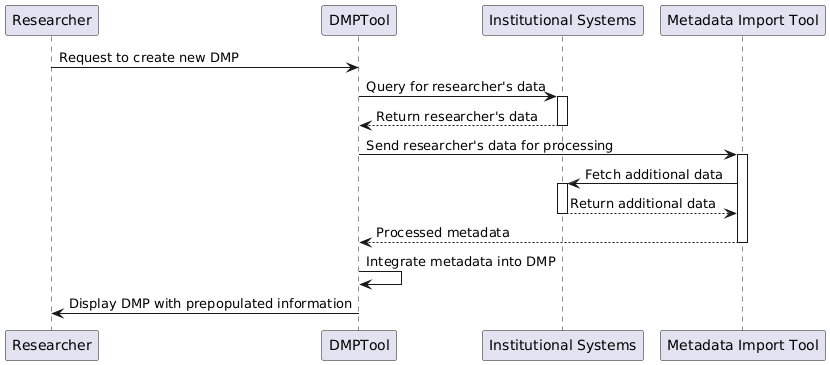 Researcher
DMPTool
Institutional Systems
Metadata Import Tool
Request to create new DMP
Query for researcher's data
Return researcher's data
Send researcher's data for processing
Fetch additional data
Return additional data
Processed metadata
Integrate metadata into DMP
Display DMP with prepopulated information
Researcher
DMPTool
Institutional Systems
Metadata Import Tool